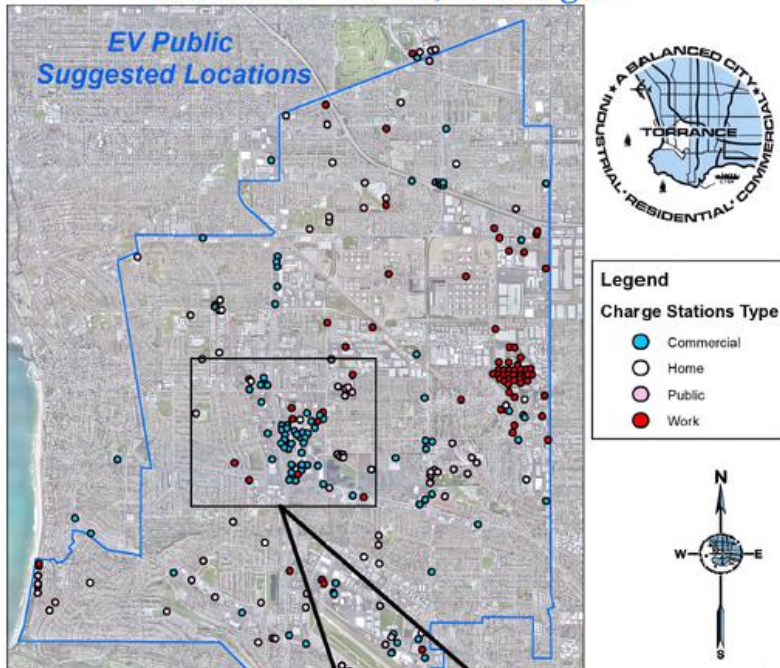 EV Public
Suggested Locations
A BALANCED CITY
INDUSTRIAL • RESIDENTIAL • COMMERCIAL
TORRANCE
Legend
Charge Stations Type
Commercial
Home
Public
Work
N
W
E
S